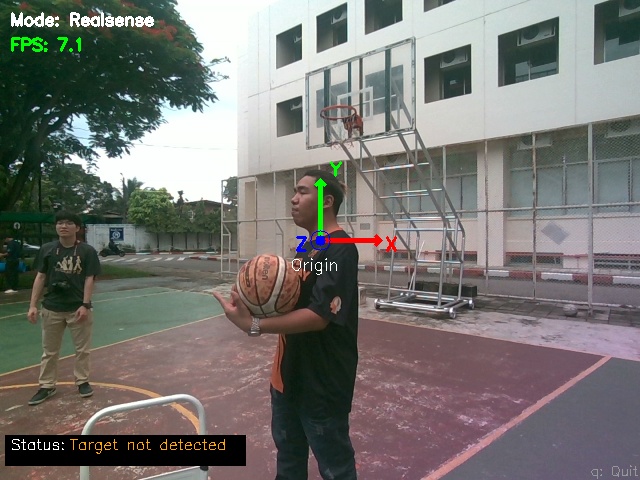 Mode: Realsense
FPS: 7.1
Y
Z
X
Origin
Status: Target not detected
q: Quit